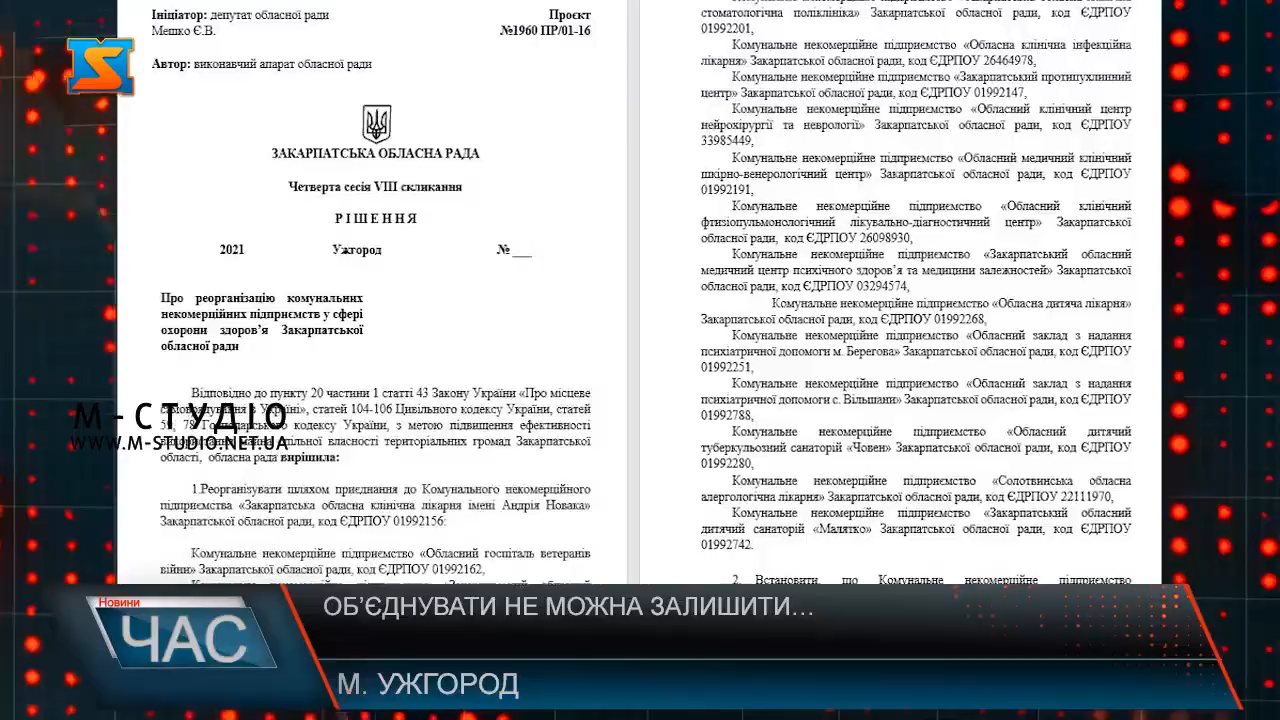 Ініціатор: депутат обласної ради
Мешко Є.В.
Проєкт
№1960 ПР/01-16
Автор: виконавчий апарат обласної ради
ЗАКАРПАТСЬКА ОБЛАСНА РАДА
Четверта сесія VIII скликання
Р І Ш Е Н Н Я
2021 Ужгород № ___
Про реорганізацію комунальних
некомерційних підприємств у сфері
охорони здоров’я Закарпатської
обласної ради
Відповідно до пункту 20 частини 1 статті 43 Закону України «Про місцеве
самоврядування в Україні», статей 104-106 Цивільного кодексу України, статей
78 Господарського кодексу України, з метою підвищення ефективності
використання майна спільної власності територіальних громад Закарпатської
області, обласна рада вирішила:
1.Реорганізувати шляхом приєднання до Комунального некомерційного
підприємства «Закарпатська обласна клінічна лікарня імені Андрія Новака»
Закарпатської обласної ради, код ЄДРПОУ 01992156:
Комунальне некомерційне підприємство «Обласний госпіталь ветеранів
війни» Закарпатської обласної ради, код ЄДРПОУ 01992162,
стоматологічна поліклініка» Закарпатської обласної ради, код ЄДРПОУ
01992201,
Комунальне некомерційне підприємство «Обласна клінічна інфекційна
лікарня» Закарпатської обласної ради, код ЄДРПОУ 26464978,
Комунальне некомерційне підприємство «Закарпатський протипухлинний
центр» Закарпатської обласної ради, код ЄДРПОУ 01992147,
Комунальне некомерційне підприємство «Обласний клінічний центр
нейрохірургії та неврології» Закарпатської обласної ради, код ЄДРПОУ
33985449,
Комунальне некомерційне підприємство «Обласний медичний клінічний
шкірно-венерологічний центр» Закарпатської обласної ради, код ЄДРПОУ
01992191,
Комунальне некомерційне підприємство «Обласний клінічний
фтизіопульмонологічний лікувально-діагностичний центр» Закарпатської
обласної ради, код ЄДРПОУ 26098930,
Комунальне некомерційне підприємство «Закарпатський обласний
медичний центр психічного здоров’я та медицини залежностей» Закарпатської
обласної ради, код ЄДРПОУ 03294574,
Комунальне некомерційне підприємство «Обласна дитяча лікарня»
Закарпатської обласної ради, код ЄДРПОУ 01992268,
Комунальне некомерційне підприємство «Обласний заклад з надання
психіатричної допомоги м. Берегова» Закарпатської обласної ради, код ЄДРПОУ
01992251,
Комунальне некомерційне підприємство «Обласний заклад з надання
психіатричної допомоги с. Вільшани» Закарпатської обласної ради, код ЄДРПОУ
01992788,
Комунальне некомерційне підприємство «Обласний дитячий
туберкульозний санаторій «Човен» Закарпатської обласної ради, код ЄДРПОУ
01992280,
Комунальне некомерційне підприємство «Солотвинська обласна
алергологічна лікарня» Закарпатської обласної ради, код ЄДРПОУ 22111970,
Комунальне некомерційне підприємство «Закарпатський обласний
дитячий санаторій «Малятко» Закарпатської обласної ради, код ЄДРПОУ
01992742.
2. Встановити, що Комунальне некомерційне підприємство
М-СТУДІО
WWW.M-STUDIO.NET.UA
Новини
ЧАС
ОБ’ЄДНУВАТИ НЕ МОЖНА ЗАЛИШИТИ...
М. УЖГОРОД